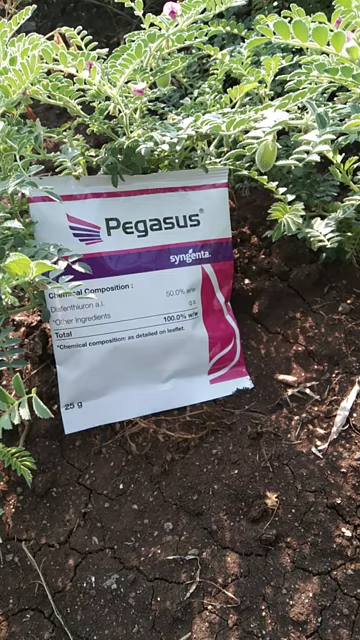 Pegasus®
syngenta.
Chemical Composition :
Diafenthiuron a.i. 50.0% w/w
*Other Ingredients q.s.
Total 100.0% w/w
*Chemical composition: as detailed on leaflet.
25 g